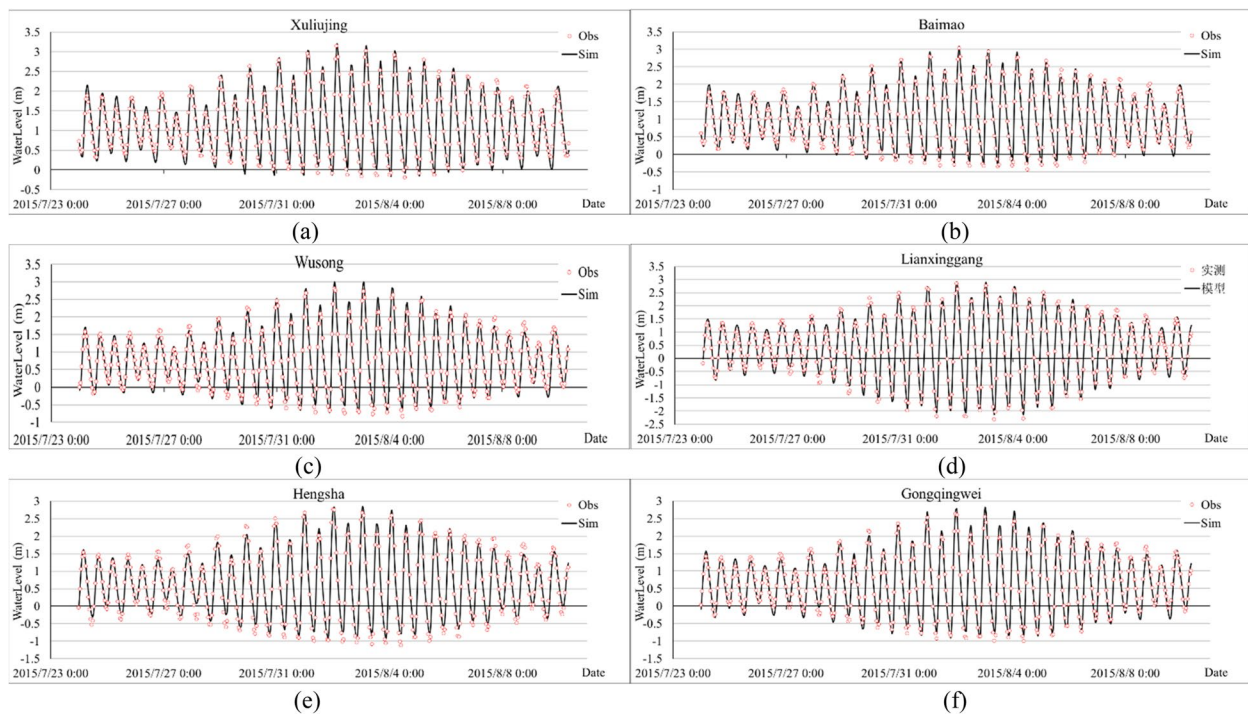 Xuliujing
Obs
Sim
WaterLevel (m)
3.5
3
2.5
2
1.5
1
0.5
0
-0.5
2015/7/23 0:00 2015/7/27 0:00 2015/7/31 0:00 2015/8/4 0:00 2015/8/8 0:00 Date
(a)
Baimao
Obs
Sim
WaterLevel (m)
3.5
3
2.5
2
1.5
1
0.5
0
-0.5
-1
2015/7/23 0:00 2015/7/27 0:00 2015/7/31 0:00 2015/8/4 0:00 2015/8/8 0:00 Date
(b)
Wusong
Obs
Sim
WaterLevel (m)
3.5
3
2.5
2
1.5
1
0.5
0
-0.5
-1
2015/7/23 0:00 2015/7/27 0:00 2015/7/31 0:00 2015/8/4 0:00 2015/8/8 0:00 Date
(c)
Lianxinggang
实测
模型
WaterLevel (m)
3.5
3
2.5
2
1.5
1
0.5
0
-0.5
-1
-1.5
-2
-2.5
2015/7/23 0:00 2015/7/27 0:00 2015/7/31 0:00 2015/8/4 0:00 2015/8/8 0:00 Date
(d)
Hengsha
Obs
Sim
WaterLevel (m)
3
2.5
2
1.5
1
0.5
0
-0.5
-1
-1.5
2015/7/23 0:00 2015/7/27 0:00 2015/7/31 0:00 2015/8/4 0:00 2015/8/8 0:00 Date
(e)
Gongqingwei
Obs
Sim
WaterLevel (m)
3
2.5
2
1.5
1
0.5
0
-0.5
-1
-1.5
2015/7/23 0:00 2015/7/27 0:00 2015/7/31 0:00 2015/8/4 0:00 2015/8/8 0:00 Date
(f)